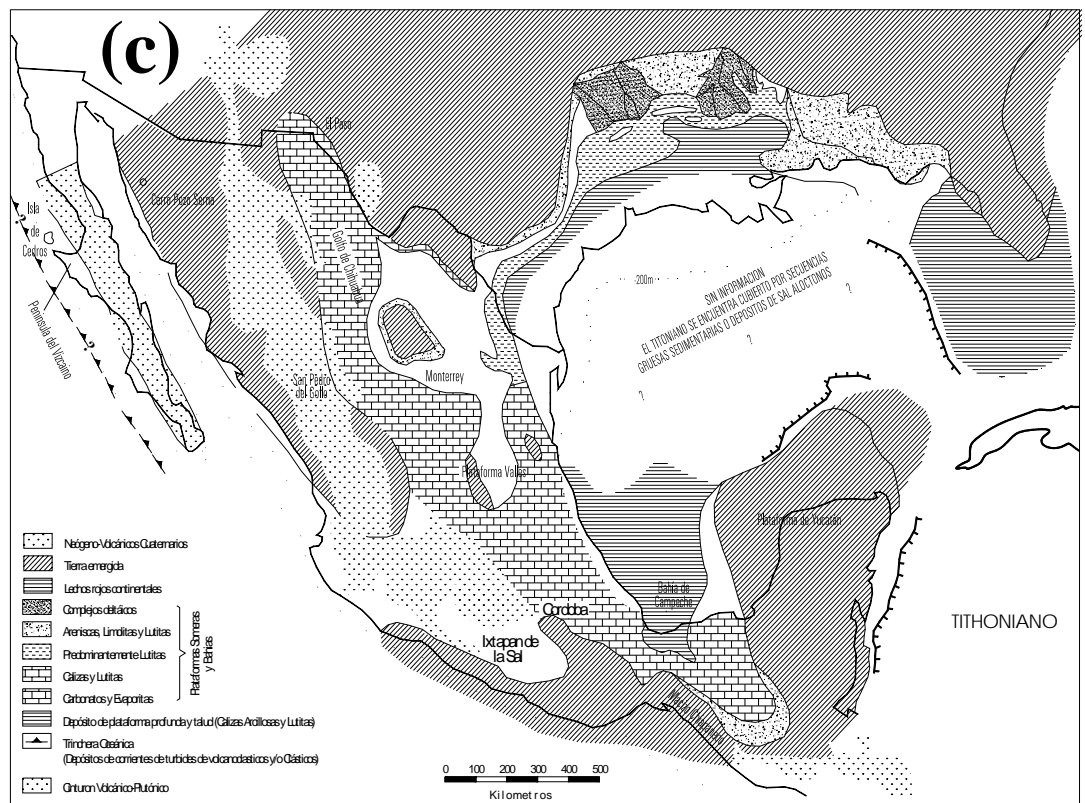 (c)
El Paso
Cerro Pozo Serna
Isla
de
Cedros
Peninsula del Vizcaino
?
?
Golfo de Chihuahua
Monterrey
San Pedro
del Gallo
Plataforma Valles
-200m
SIN INFORMACION
EL TITONIANO SE ENCUENTRA CUBIERTO POR SECUENCIAS
GRUESAS SEDIMENTARIAS O DEPOSITOS DE SAL ALOCTONOS
?
?
?
Plataforma de Yucatán
Bahia de
Campeche
Cordoba
Ixtapan de
la Sal
TITHONIANO
Neógeno-Volcánicos Cuaternarios
Tierra emergida
Lechos rojos continentales
Complejos deltáicos
Areniscas, Limolitas y Lutitas
Predominantemente Lutitas
Calizas y Lutitas
Carbonatos y Evaporitas
Plataformas Someras
y Bahias
Depósito de plataforma profunda y talud (Calizas Arcillosas y Lutitas)
Trinchera Oceánica
(Depósitos de corrientes de turbidez de volcanoclasticos y/o Clásticos)
Cinturon Volcánico-Plutónico
0 100 200 300 400 500
Kilometros